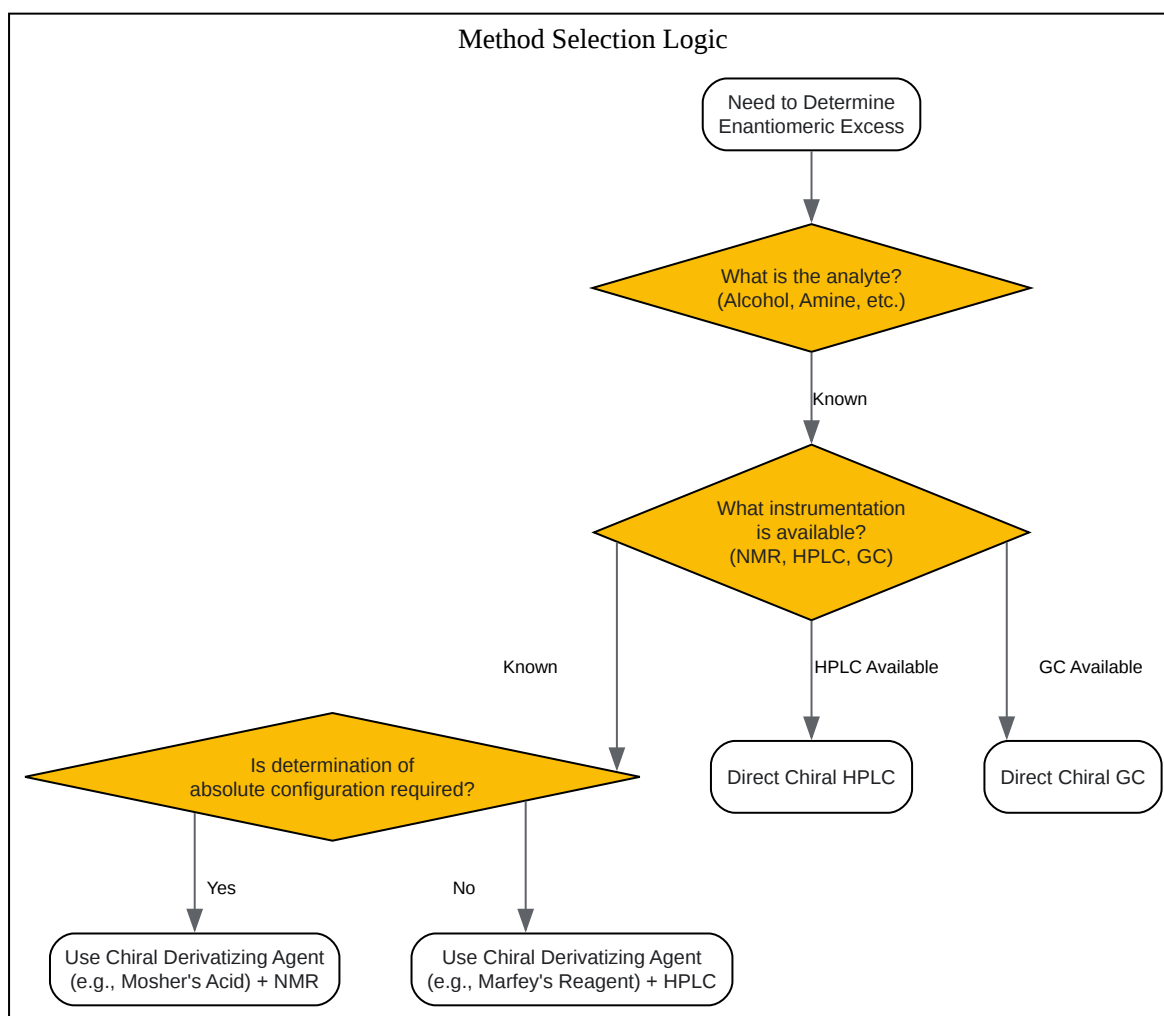 Method Selection Logic
Need to Determine
Enantiomeric Excess
What is the analyte?
(Alcohol, Amine, etc.)
Known
What instrumentation
is available?
(NMR, HPLC, GC)
Known
HPLC Available
GC Available
Is determination of
absolute configuration required?
Direct Chiral HPLC
Direct Chiral GC
Yes
No
Use Chiral Derivatizing Agent
(e.g., Mosher's Acid) + NMR
Use Chiral Derivatizing Agent
(e.g., Marfey's Reagent) + HPLC